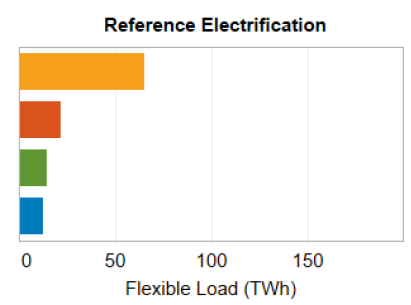 Reference Electrification
0 50 100 150
Flexible Load (TWh)